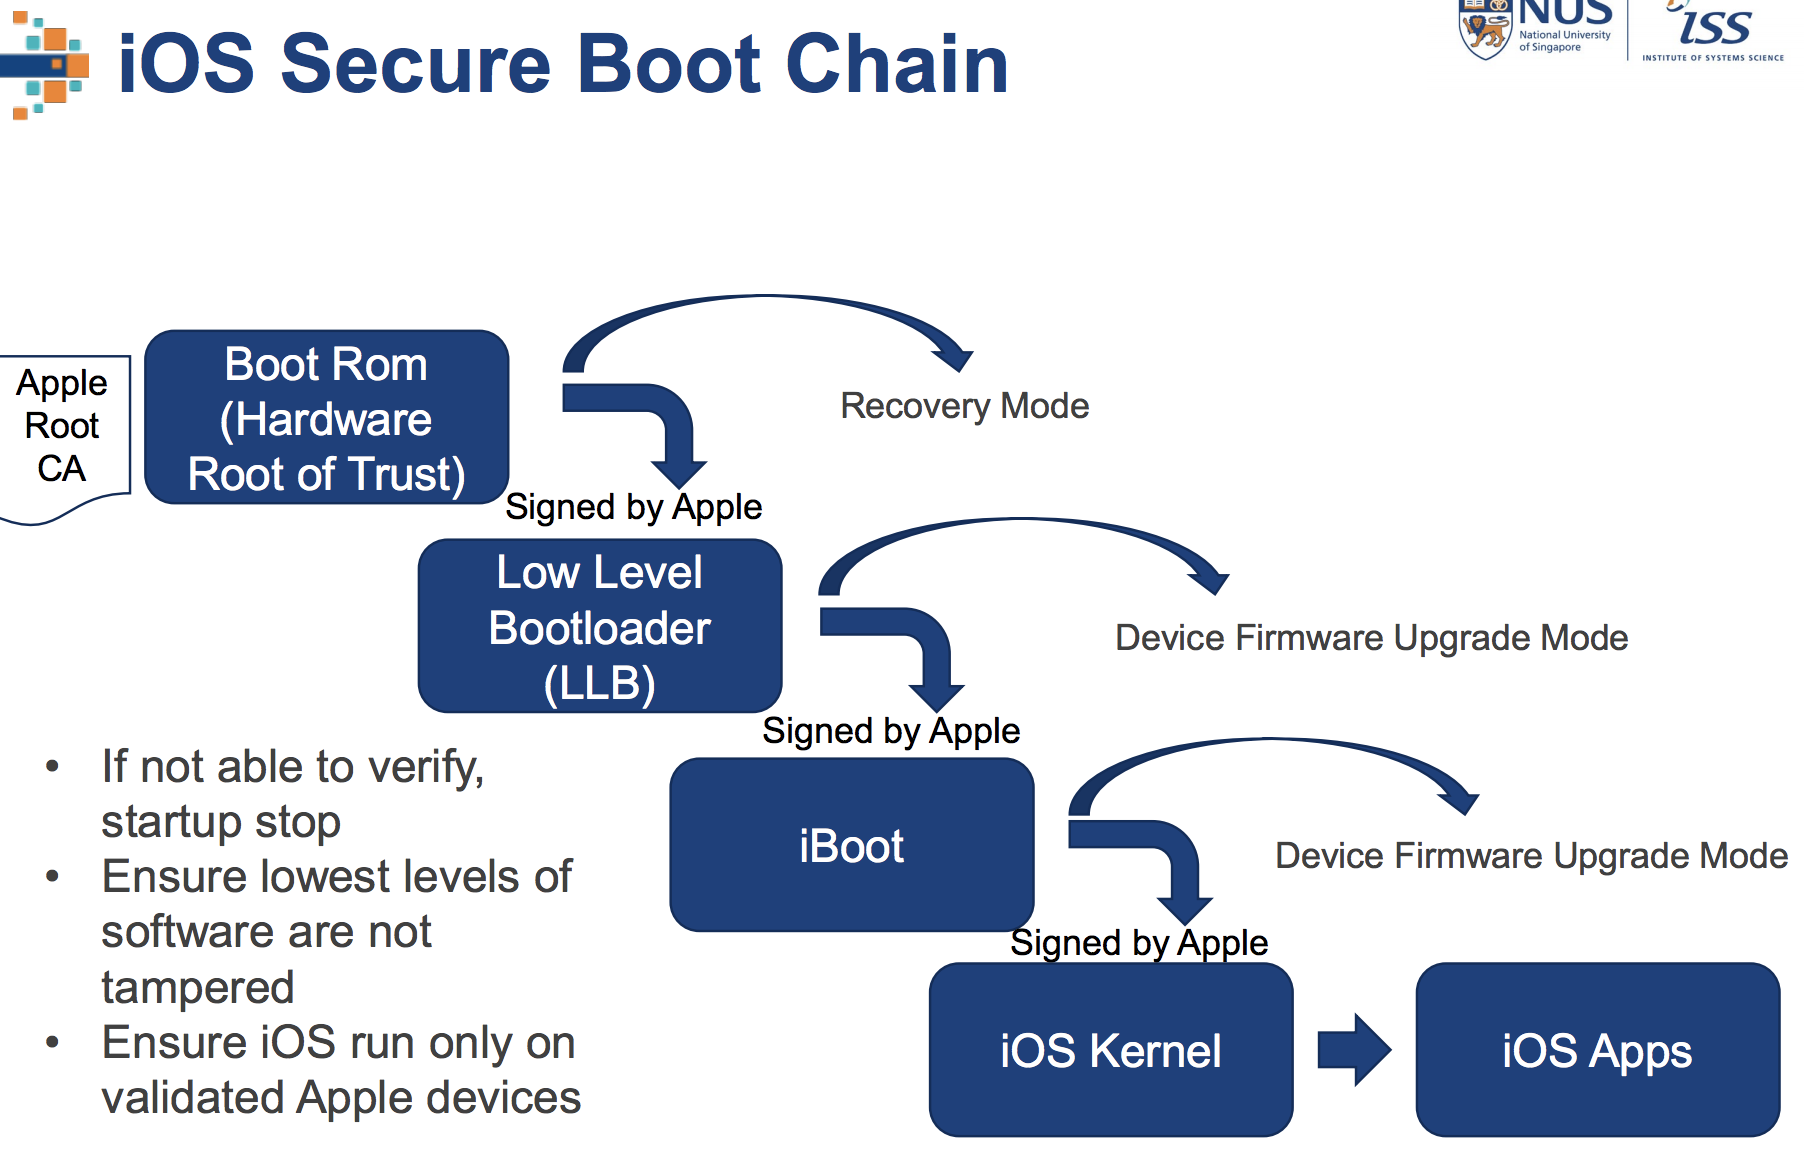 iOS Secure Boot Chain
NUS
National University
of Singapore
iSS
INSTITUTE OF SYSTEMS SCIENCE
Apple
Root
CA
Boot Rom
(Hardware
Root of Trust)
Recovery Mode
Signed by Apple
Low Level
Bootloader
(LLB)
Device Firmware Upgrade Mode
Signed by Apple
iBoot
Device Firmware Upgrade Mode
Signed by Apple
iOS Kernel
iOS Apps
• If not able to verify,
startup stop
• Ensure lowest levels of
software are not
tampered
• Ensure iOS run only on
validated Apple devices